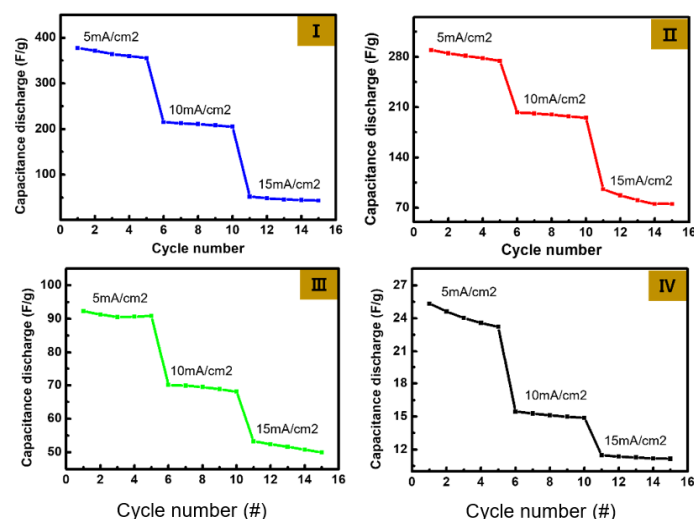 I
Capacitance discharge (F/g)
400
300
200
100
5mA/cm2
10mA/cm2
15mA/cm2
0 2 4 6 8 10 12 14 16
Cycle number
II
Capacitance discharge (F/g)
280
210
140
70
5mA/cm2
10mA/cm2
15mA/cm2
0 2 4 6 8 10 12 14 16
Cycle number
III
Capacitance discharge (F/g)
100
90
80
70
60
50
5mA/cm2
10mA/cm2
15mA/cm2
0 2 4 6 8 10 12 14 16
Cycle number (#)
IV
Capacitance discharge (F/g)
27
24
21
18
15
12
5mA/cm2
10mA/cm2
15mA/cm2
0 2 4 6 8 10 12 14 16
Cycle number (#)